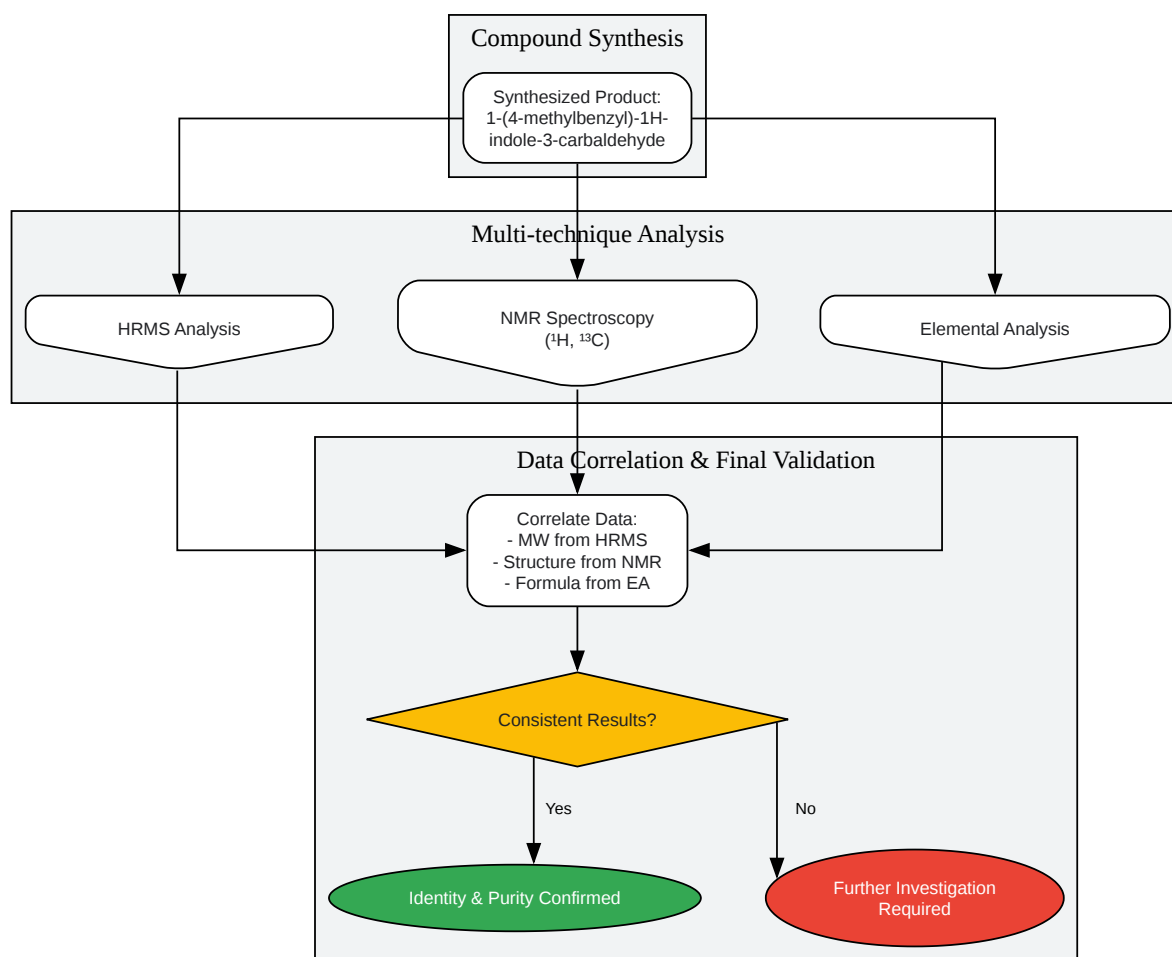 Compound Synthesis
Synthesized Product:
1-(4-methylbenzyl)-1H-
indole-3-carbaldehyde
Multi-technique Analysis
HRMS Analysis
NMR Spectroscopy
(¹H, ¹³C)
Elemental Analysis
Data Correlation & Final Validation
Correlate Data:
- MW from HRMS
- Structure from NMR
- Formula from EA
Consistent Results?
Yes
No
Identity & Purity Confirmed
Further Investigation
Required